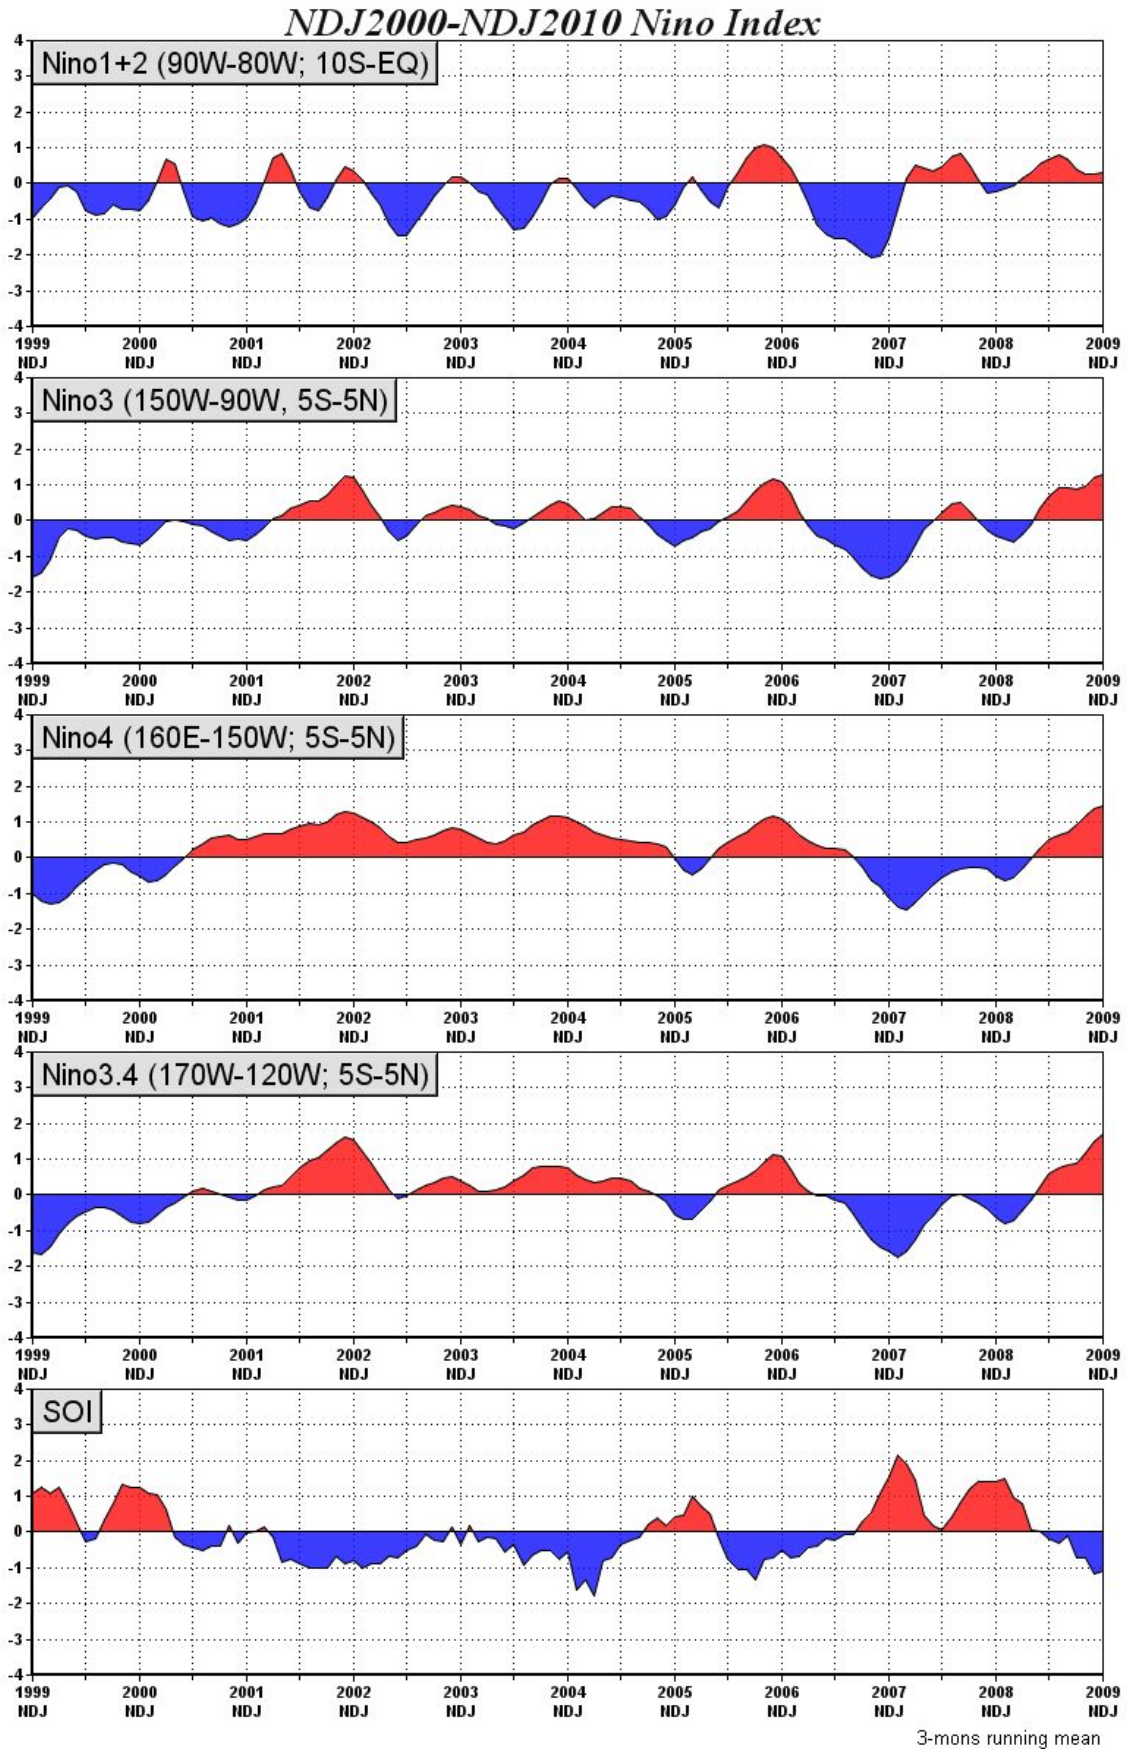 NDJ2000-NDJ2010 Nino Index
Nino1+2 (90W-80W; 10S-EQ)
4
3
2
1
0
-1
-2
-3
-4
1999 2000 2001 2002 2003 2004 2005 2006 2007 2008 2009
NDJ NDJ NDJ NDJ NDJ NDJ NDJ NDJ NDJ NDJ NDJ
Nino3 (150W-90W, 5S-5N)
4
3
2
1
0
-1
-2
-3
-4
1999 2000 2001 2002 2003 2004 2005 2006 2007 2008 2009
NDJ NDJ NDJ NDJ NDJ NDJ NDJ NDJ NDJ NDJ NDJ
Nino4 (160E-150W; 5S-5N)
4
3
2
1
0
-1
-2
-3
-4
1999 2000 2001 2002 2003 2004 2005 2006 2007 2008 2009
NDJ NDJ NDJ NDJ NDJ NDJ NDJ NDJ NDJ NDJ NDJ
Nino3.4 (170W-120W; 5S-5N)
4
3
2
1
0
-1
-2
-3
-4
1999 2000 2001 2002 2003 2004 2005 2006 2007 2008 2009
NDJ NDJ NDJ NDJ NDJ NDJ NDJ NDJ NDJ NDJ NDJ
SOI
4
3
2
1
0
-1
-2
-3
-4
1999 2000 2001 2002 2003 2004 2005 2006 2007 2008 2009
NDJ NDJ NDJ NDJ NDJ NDJ NDJ NDJ NDJ NDJ NDJ
3-mons running mean